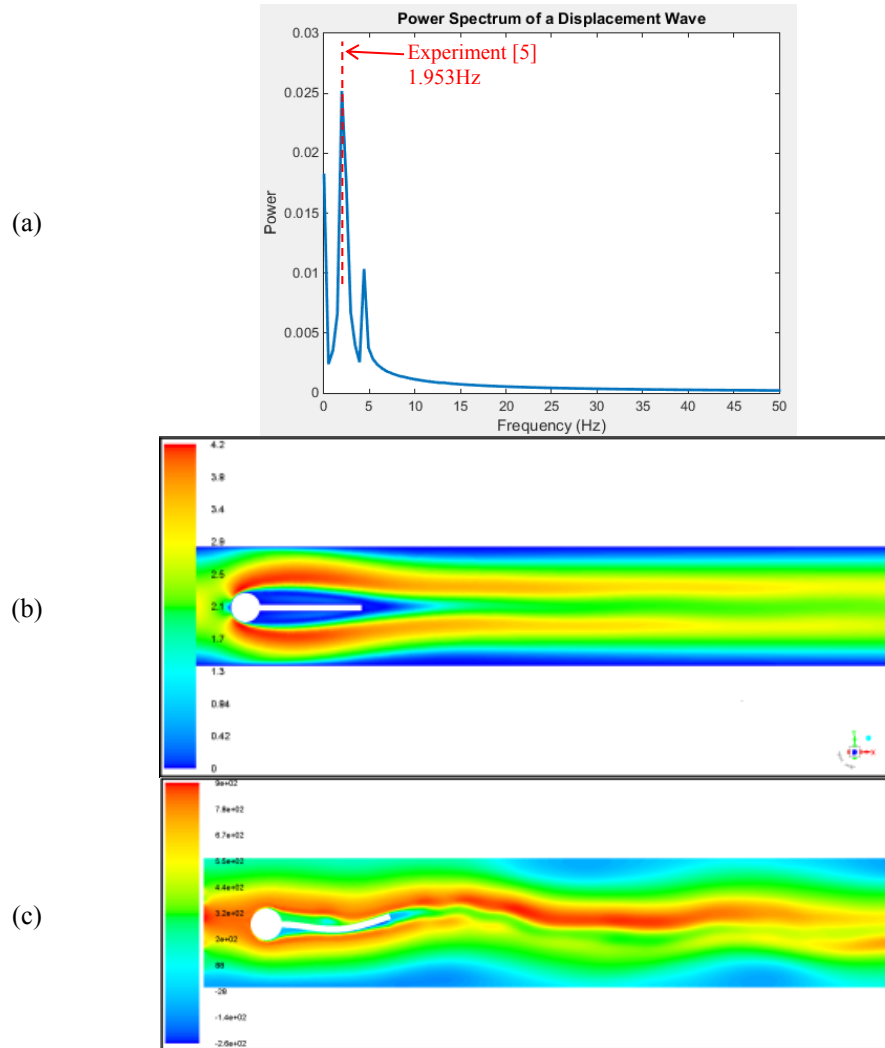 Power Spectrum of a Displacement Wave
Experiment [5]
1.953Hz
0.03
0.025
0.02
0.015
0.01
0.005
0
Power
0 5 10 15 20 25 30 35 40 45 50
Frequency (Hz)
(a)
4.2
3.8
3.4
2.9
2.5
2.1
1.7
1.3
0.84
0.42
0
(b)
9e+02
7.8e+02
6.7e+02
5.5e+02
4.4e+02
3.2e+02
2e+02
-1.4e+02
-2.6e+02
(c)